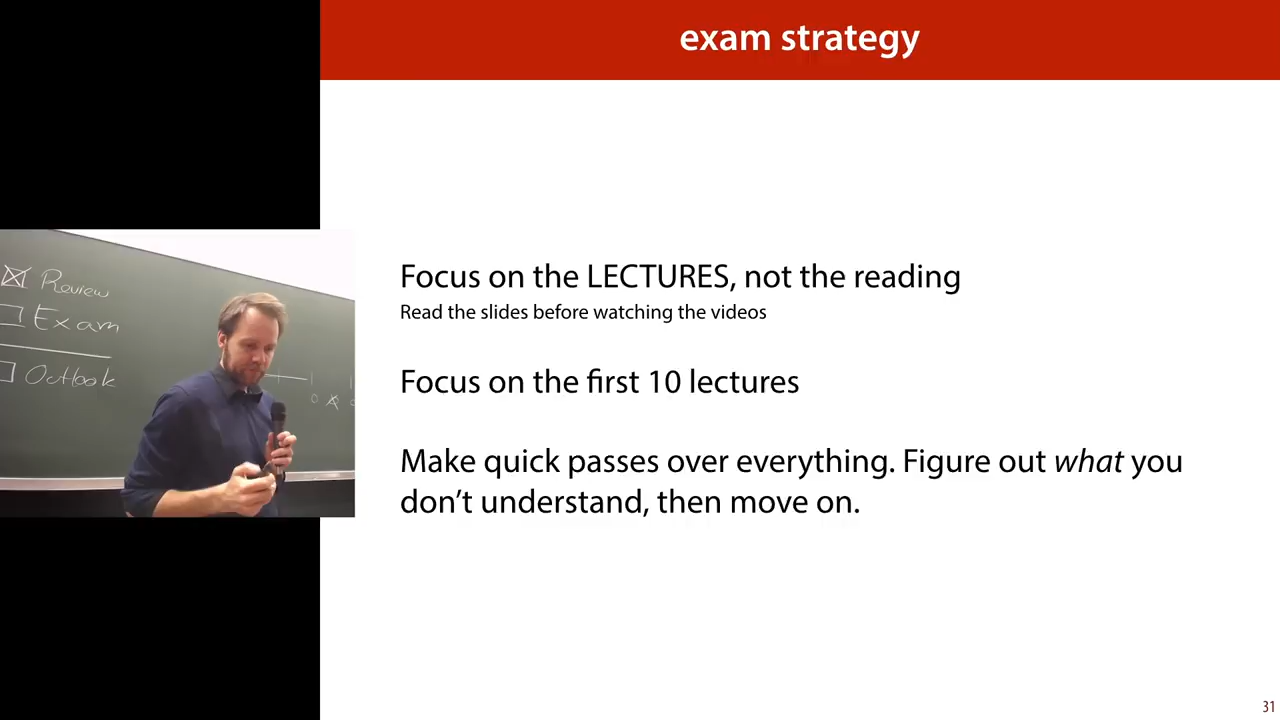 exam strategy
Review
Exam
Outlook
Focus on the LECTURES, not the reading
Read the slides before watching the videos
Focus on the first 10 lectures
Make quick passes over everything. Figure out what you
don't understand, then move on.
31